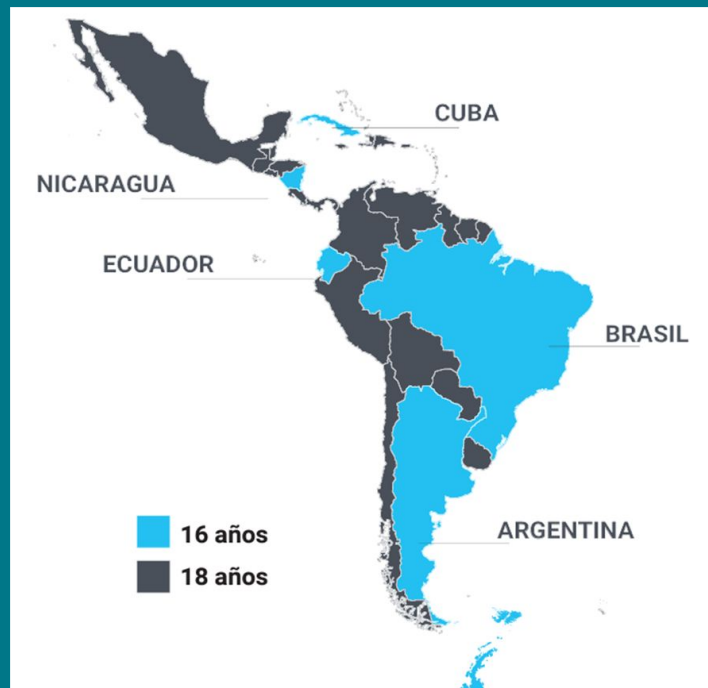 CUBA
NICARAGUA
ECUADOR
BRASIL
ARGENTINA
16 años
18 años